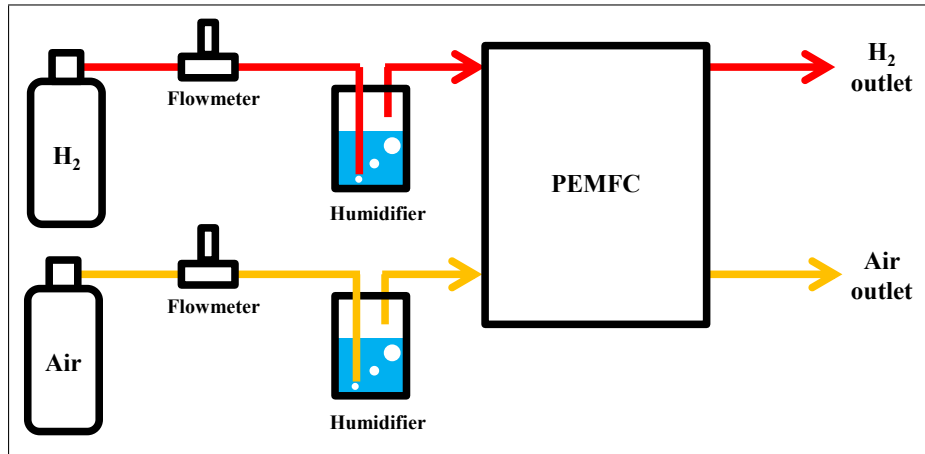 H₂
Flowmeter
Humidifier
PEMFC
H₂
outlet
Air
Flowmeter
Humidifier
Air
outlet